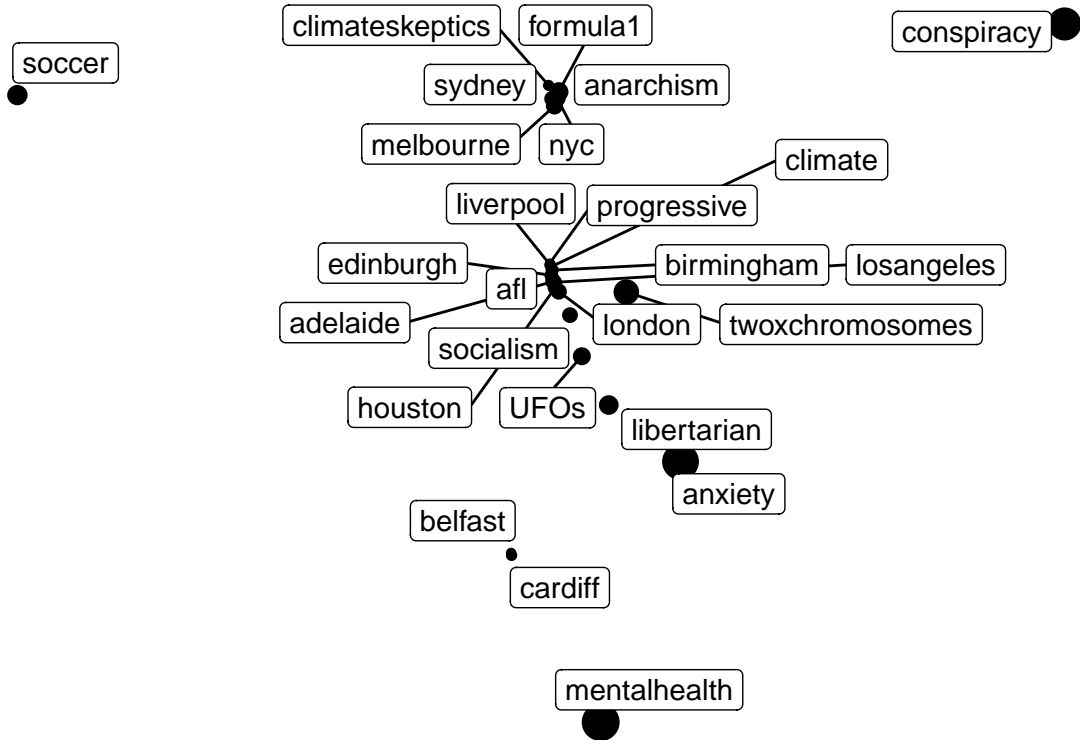 climateskeptics
formula1
conspiracy
soccer
sydney
anarchism
melbourne
nyc
climate
liverpool
progressive
edinburgh
birmingham
losangeles
afl
adelaide
london
twoxchromosomes
socialism
houston
UFOs
libertarian
anxiety
belfast
cardiff
mentalhealth